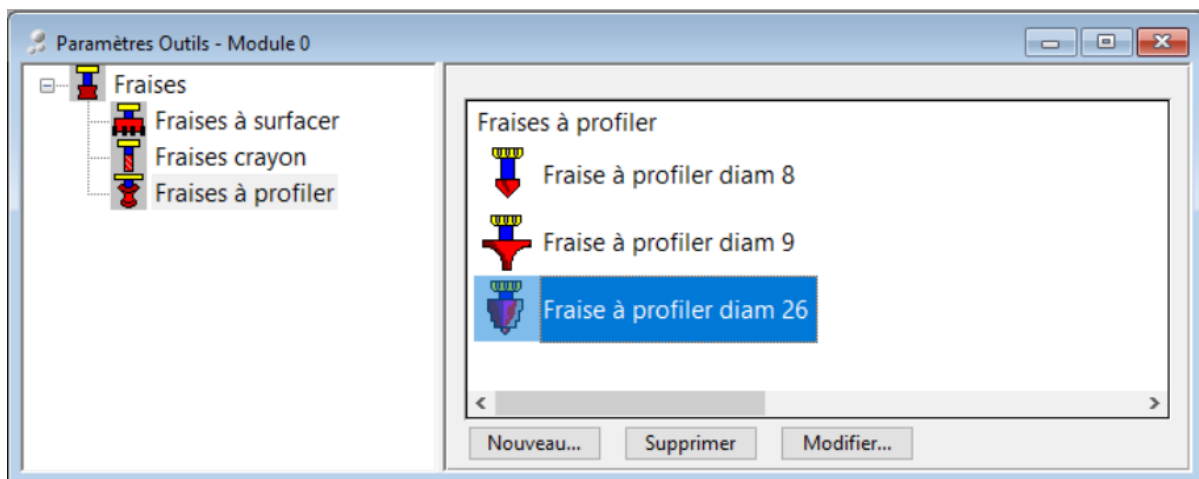 Paramètres Outils - Module 0
Fraises
Fraises à surfacer
Fraises crayon
Fraises à profiler
Fraises à profiler
Fraise à profiler diam 8
Fraise à profiler diam 9
Fraise à profiler diam 26
Nouveau... Supprimer Modifier...